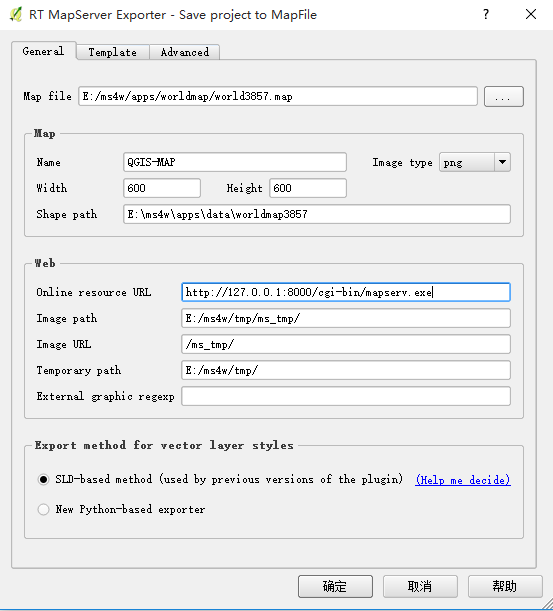 RT MapServer Exporter - Save project to MapFile
General Template Advanced
Map file E:/ms4w/apps/worldmap/world3857.map ...
Map
Name QGIS-MAP Image type png
Width 600 Height 600
Shape path E:\ms4w\apps\data\worldmap3857
Web
Online resource URL http://127.0.0.1:8000/cgi-bin/mapserv.exe
Image path E:/ms4w/tmp/ms_tmp/
Image URL /ms_tmp/
Temporary path E:/ms4w/tmp/
External graphic regexp
Export method for vector layer styles
SLD-based method (used by previous versions of the plugin) (Help me decide)
New Python-based exporter
确定 取消 帮助